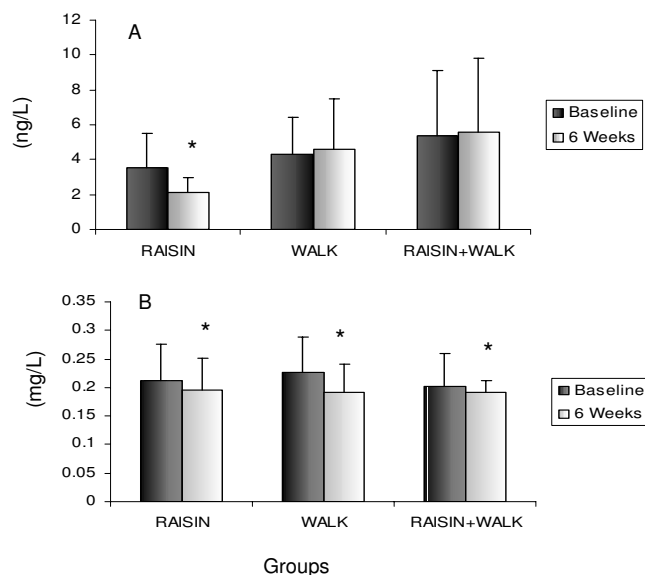 A
(ng/L)
12
10
8
6
4
2
0
*
RAISIN WALK RAISIN+WALK
Baseline
6 Weeks
B
(mg/L)
0.35
0.3
0.25
0.2
0.15
0.1
0.05
0
* * *
RAISIN WALK RAISIN+WALK
Baseline
6 Weeks
Groups